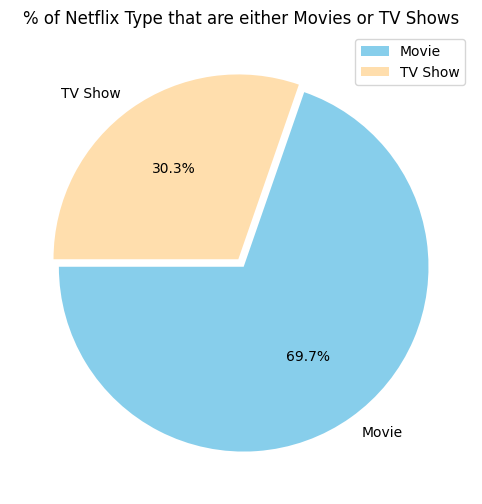 % of Netflix Type that are either Movies or TV Shows
Movie
TV Show
TV Show
30.3%
69.7%
Movie